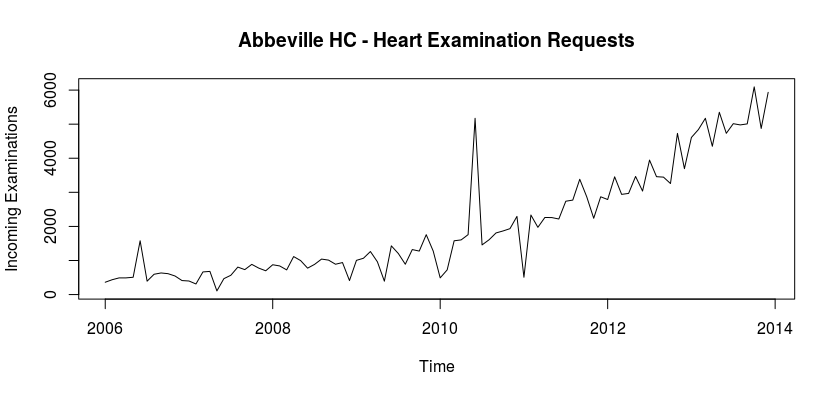 Abbeville HC - Heart Examination Requests
Incoming Examinations
6000
4000
2000
0
2006 2008 2010 2012 2014
Time